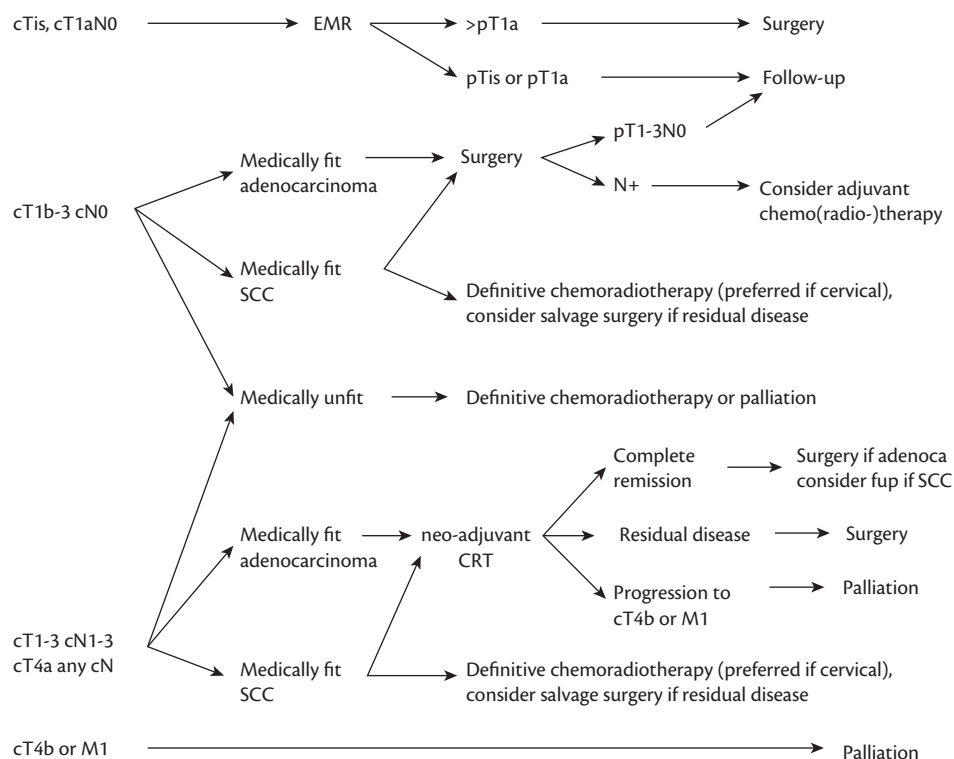 cTis, cT1aN0
EMR
>pT1a
Surgery
pTis or pT1a
Follow-up
pT1-3N0
Medically fit
adenocarcinoma
Surgery
N+
Consider adjuvant
chemo(radio-)therapy
cT1b-3 cN0
Medically fit
SCC
Definitive chemoradiotherapy (preferred if cervical),
consider salvage surgery if residual disease
Medically unfit
Definitive chemoradiotherapy or palliation
Complete
remission
Surgery if adenoca
consider fup if SCC
Medically fit
adenocarcinoma
neo-adjuvant
CRT
Residual disease
Surgery
Progression to
cT4b or M1
Palliation
cT1-3 cN1-3
cT4a any cN
Medically fit
SCC
Definitive chemoradiotherapy (preferred if cervical),
consider salvage surgery if residual disease
cT4b or M1
Palliation